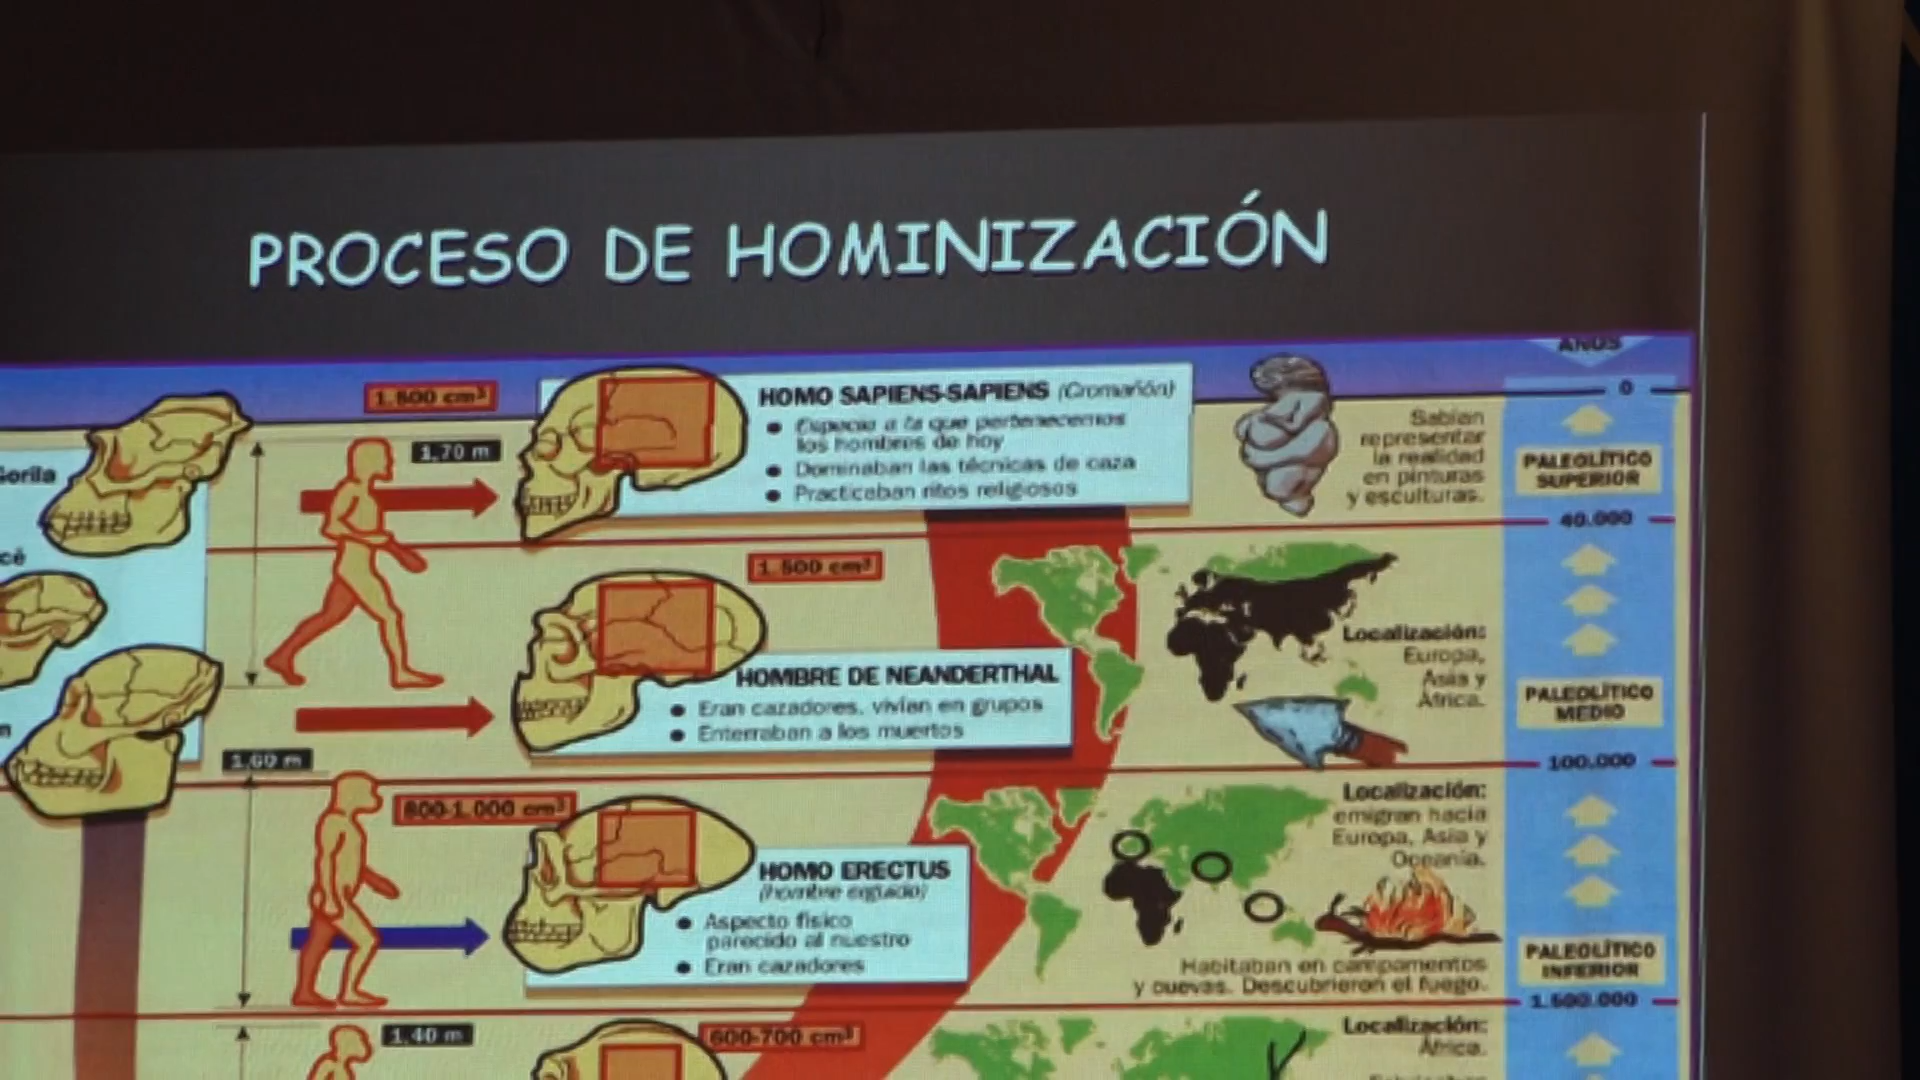 PROCESO DE HOMINIZACIÓN
AÑOS
0
1.800 cm³
1,70 m
HOMO SAPIENS-SAPIENS (Cromañón)
• Especie a la que pertenecemos
los hombres de hoy
• Dominaban las técnicas de caza
• Practicaban ritos religiosos
Sabían
representar
la realidad
en pinturas
y esculturas.
PALEOLÍTICO
SUPERIOR
40.000
Gorila
1.500 cm³
HOMBRE DE NEANDERTHAL
• Eran cazadores, vivían en grupos
• Enterraban a los muertos
Localización:
Europa,
Asia y
África.
PALEOLÍTICO
MEDIO
100.000
1,60 m
800-1.000 cm³
HOMO ERECTUS
(hombre erguido)
• Aspecto físico
parecido al nuestro
• Eran cazadores
Localización:
emigran hacia
Europa, Asia y
Oceanía.
Habitaban en campamentos
y cuevas. Descubrieron el fuego.
PALEOLÍTICO
INFERIOR
1.500.000
1,40 m
600-700 cm³
Localización:
África.